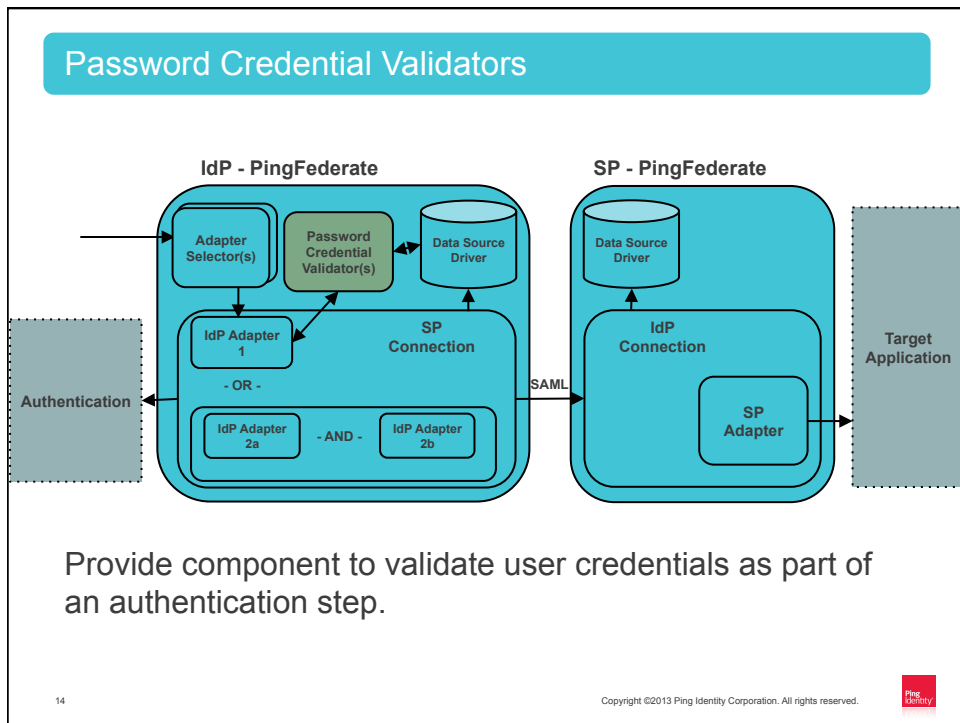 Password Credential Validators
IdP - PingFederate
SP - PingFederate
Adapter
Selector(s)
Password
Credential
Validator(s)
Data Source
Driver
Data Source
Driver
IdP Adapter
1
SP
Connection
IdP
Connection
Target
Application
Authentication
- OR -
SAML
IdP Adapter
2a
- AND -
IdP Adapter
2b
SP
Adapter
Provide component to validate user credentials as part of
an authentication step.
14
Copyright ©2013 Ping Identity Corporation. All rights reserved.
Ping
Identity